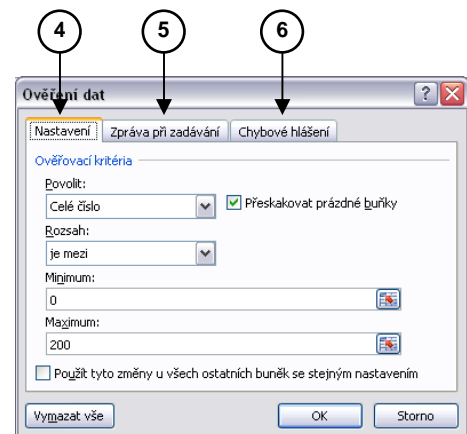 4 5 6
Ověření dat
Nastavení Zpráva při zadávání Chybové hlášení
Ověřovací kritéria
Povolit:
Celé číslo Přeskakovat prázdné buňky
Rozsah:
je mezi
Minimum:
0
Maximum:
200
Použít tyto změny u všech ostatních buněk se stejným nastavením
Vymazat vše OK Storno